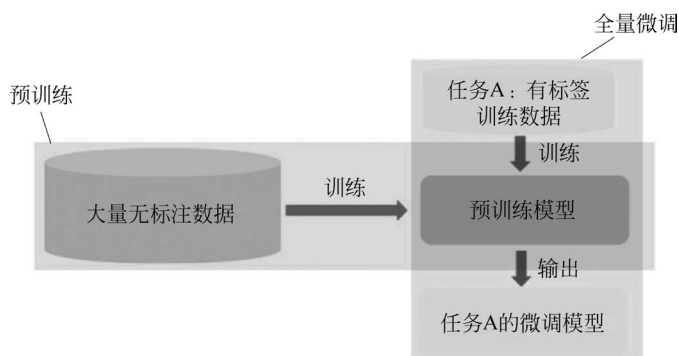 全量微调
预训练
任务A：有标签
训练数据
训练
大量无标注数据
训练
预训练模型
输出
任务A的微调模型